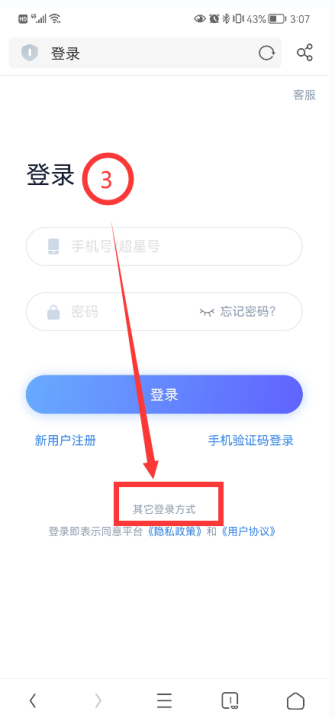 HD 43% 3:07
登录
客服
登录 3
手机号/超星号
密码 忘记密码?
登录
新用户注册 手机验证码登录
其它登录方式
登录即表示同意平台《隐私政策》和《用户协议》
1